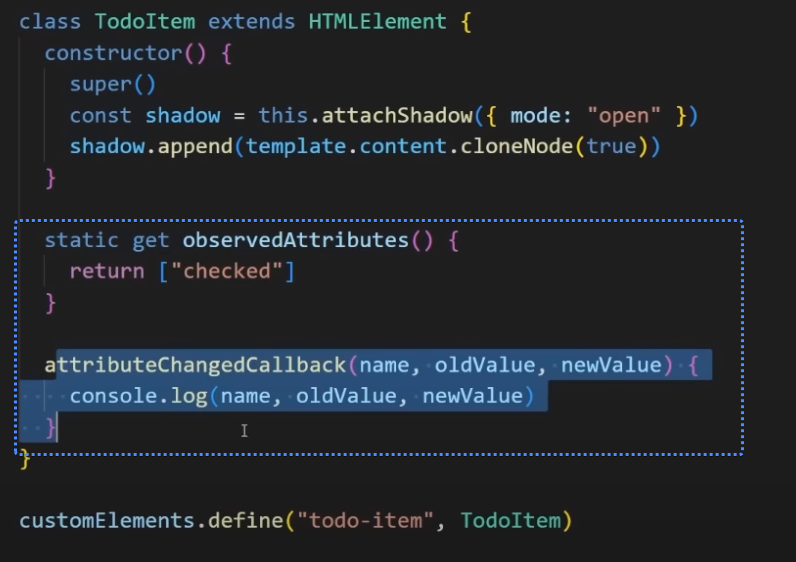 class TodoItem extends HTMLElement {
constructor() {
super()
const shadow = this.attachShadow({ mode: "open" })
shadow.append(template.content.cloneNode(true))
}
static get observedAttributes() {
return ["checked"]
}
attributeChangedCallback(name, oldValue, newValue) {
console.log(name, oldValue, newValue)
}
}
customElements.define("todo-item", TodoItem)